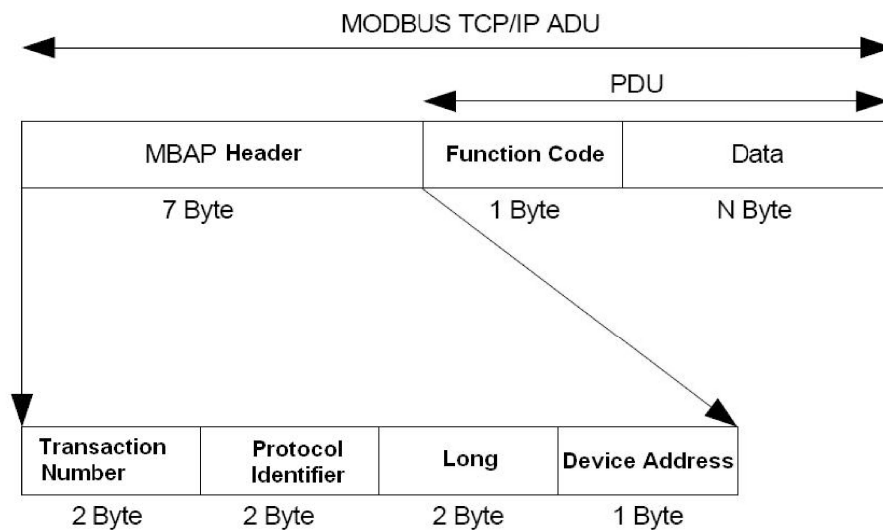 MODBUS TCP/IP ADU
PDU
MBAP Header
Function Code
Data
7 Byte
1 Byte
N Byte
Transaction
Number
Protocol
Identifier
Long
Device Address
2 Byte
2 Byte
2 Byte
1 Byte